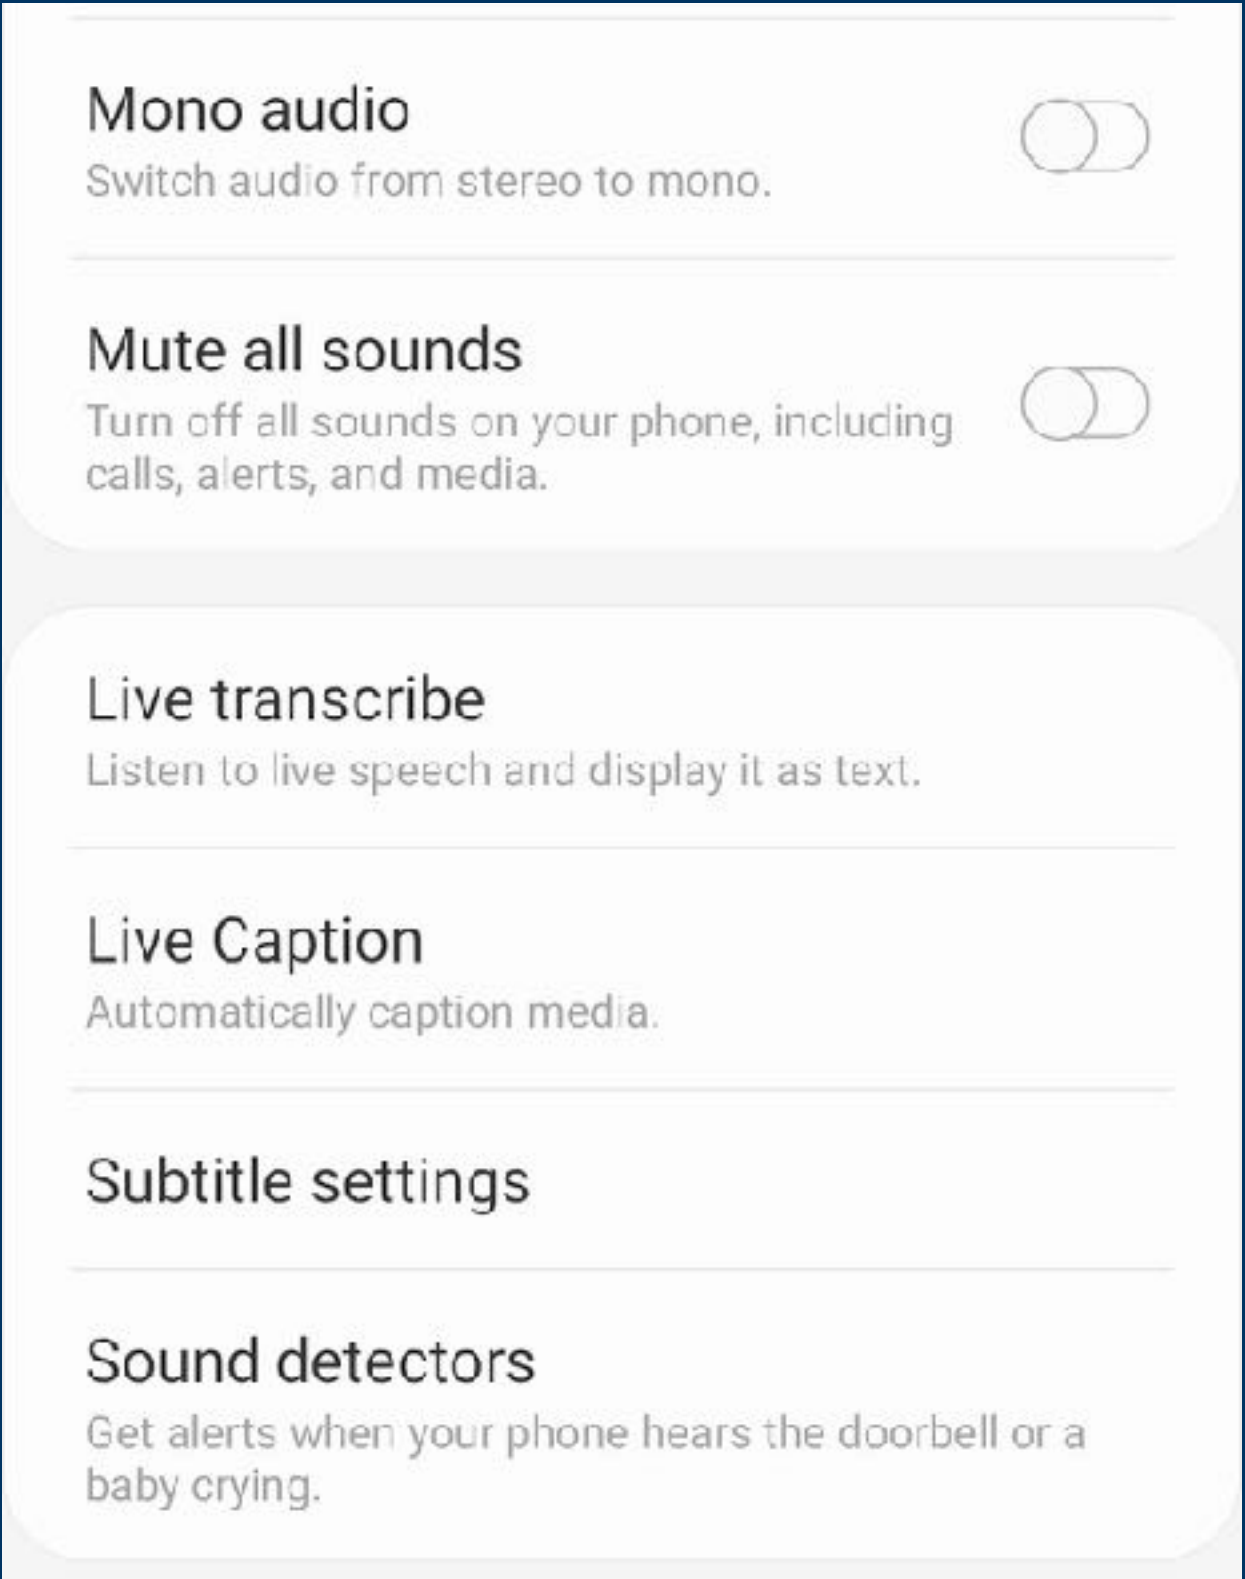 Mono audio
Switch audio from stereo to mono.
Mute all sounds
Turn off all sounds on your phone, including
calls, alerts, and media.
Live transcribe
Listen to live speech and display it as text.
Live Caption
Automatically caption media.
Subtitle settings
Sound detectors
Get alerts when your phone hears the doorbell or a
baby crying.